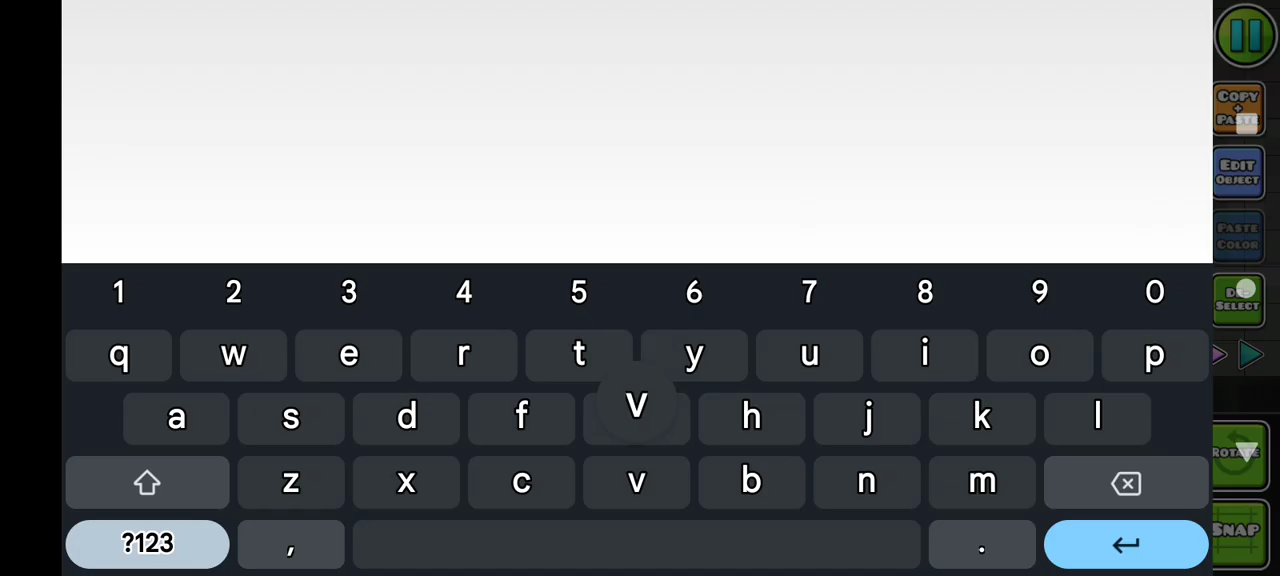 COPY
+
PASTE
EDIT
OBJECT
PASTE
COLOR
DE-
SELECT
1 2 3 4 5 6 7 8 9 0
q w e r t y u i o p
v
a s d f h j k l
z x c v b n m
ROTATE
?123 , .
SNAP